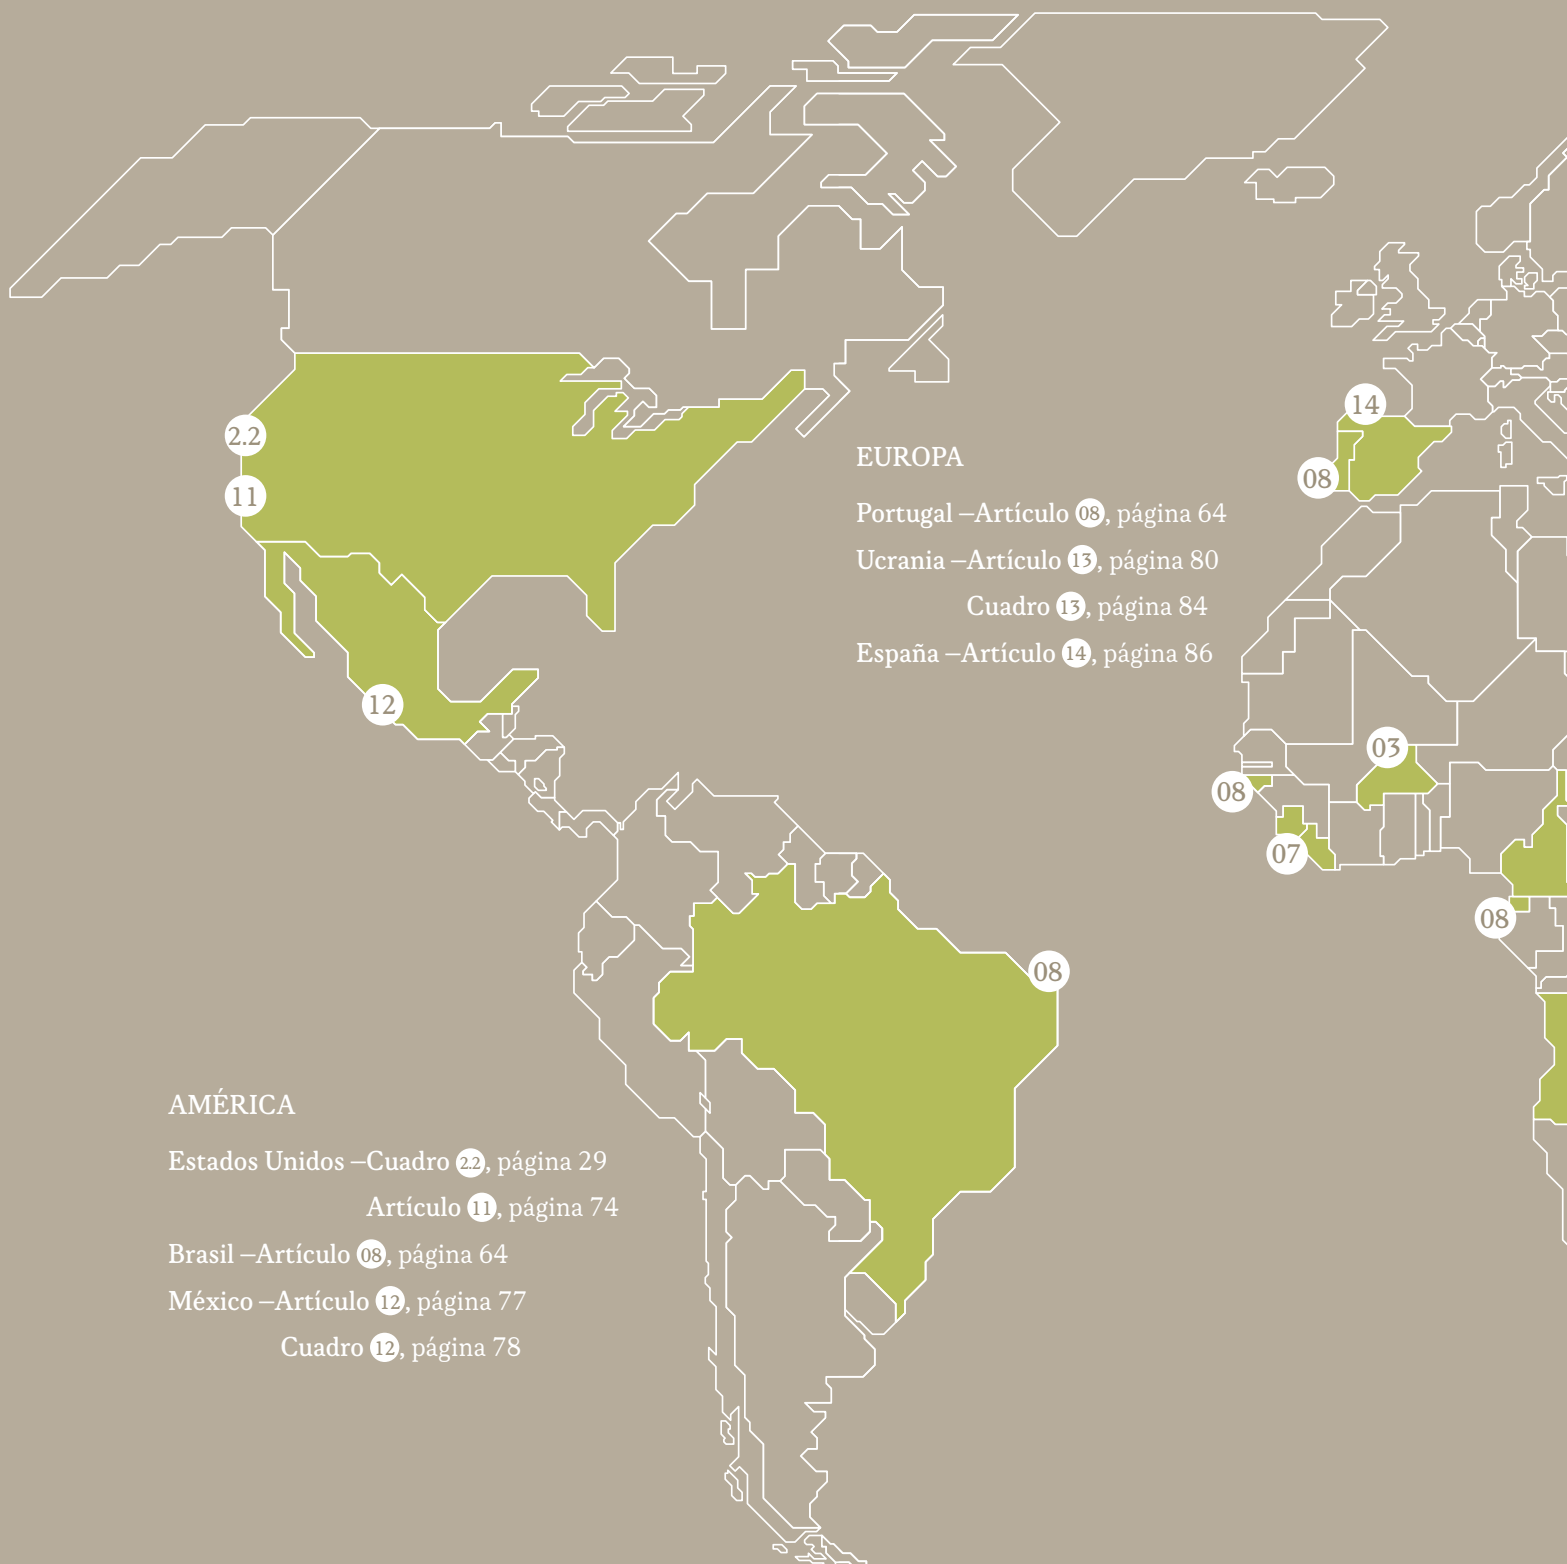 2.2
11
12
08
14
08
03
08
07
08
EUROPA
Portugal –Artículo 08, página 64
Ucrania –Artículo 13, página 80
Cuadro 13, página 84
España –Artículo 14, página 86
AMÉRICA
Estados Unidos –Cuadro 2.2, página 29
Artículo 11, página 74
Brasil –Artículo 08, página 64
México –Artículo 12, página 77
Cuadro 12, página 78